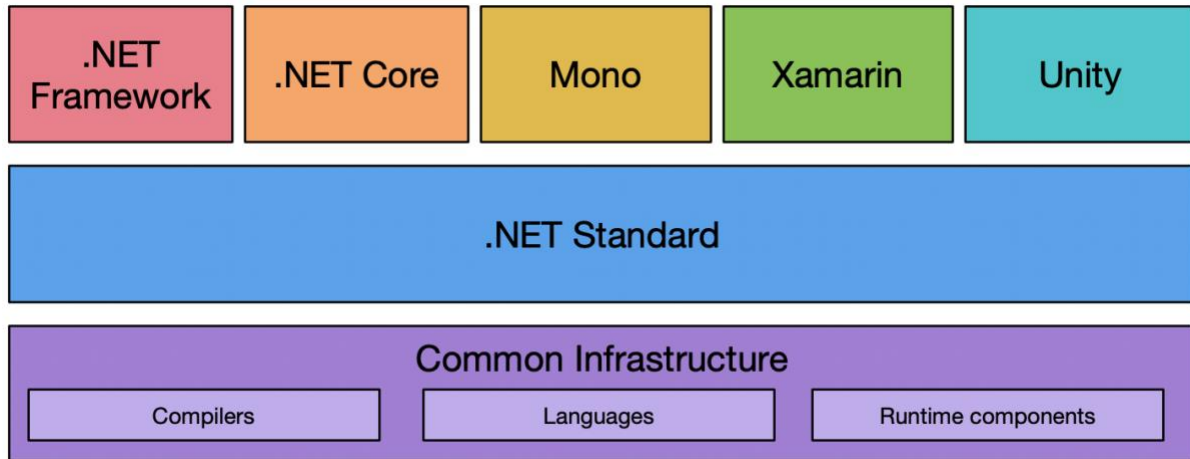 .NET
Framework
.NET Core
Mono
Xamarin
Unity
.NET Standard
Common Infrastructure
Compilers
Languages
Runtime components